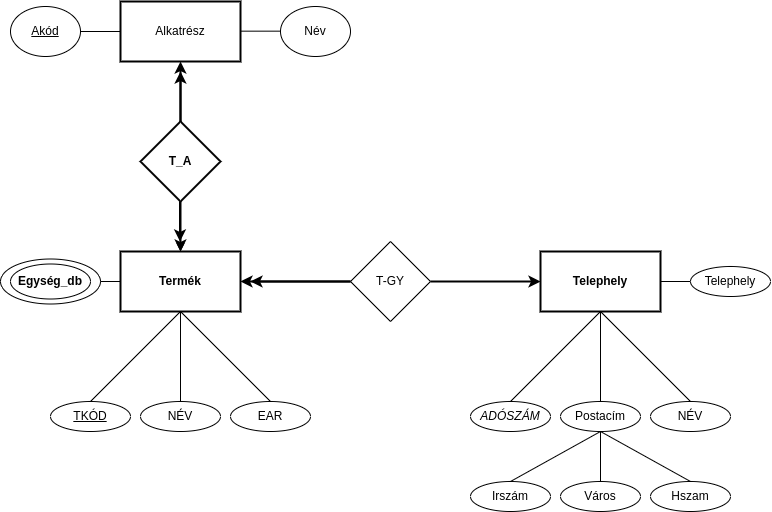 Akód
Alkatrész
Név
T_A
Egység_db
Termék
T-GY
Telephely
Telephely
TKÓD
NÉV
EAR
ADÓSZÁM
Postacím
NÉV
Irszám
Város
Hszam